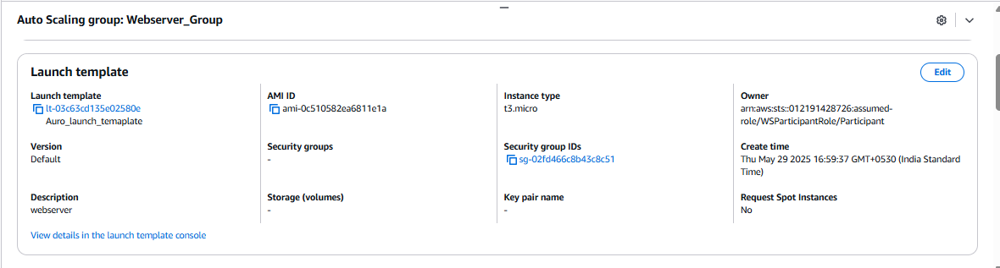 Auto Scaling group: Webserver_Group
Launch template
Edit
Launch template
lt-03c63cd135e02580e
Auro_launch_temaplate
AMI ID
ami-0c510582ea6811e1a
Instance type
t3.micro
Owner
arn:aws:sts::012191428726:assumed-
role/WSParticipantRole/Participant
Version
Default
Security groups
-
Security group IDs
sg-02fd466c8b43c8c51
Create time
Thu May 29 2025 16:59:37 GMT+0530 (India Standard
Time)
Description
webserver
Storage (volumes)
-
Key pair name
-
Request Spot Instances
No
View details in the launch template console